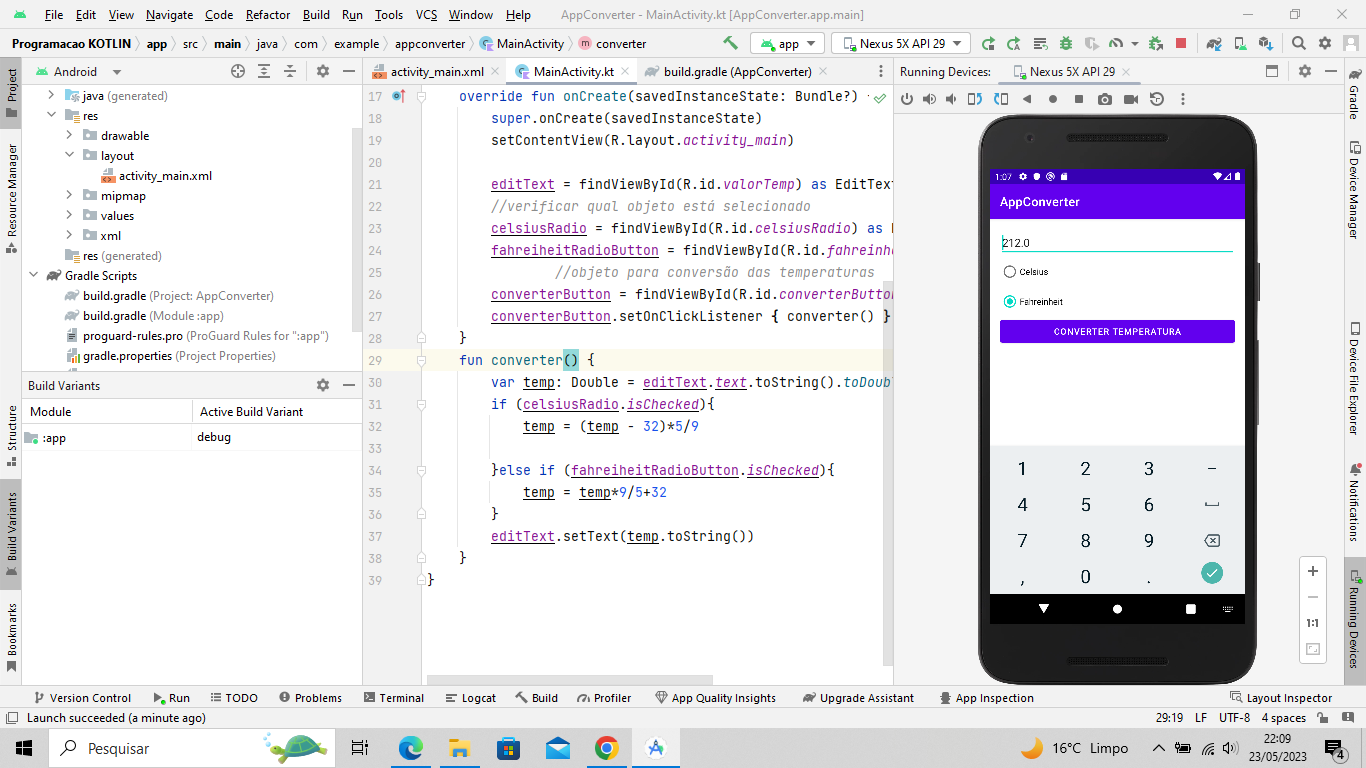 File Edit View Navigate Code Refactor Build Run Tools VCS Window Help AppConverter - MainActivity.kt [AppConverter.app.main]
Programacao KOTLIN app src main java com example appconverter MainActivity converter
app Nexus 5X API 29
Project
Resource Manager
Structure
Build Variants
Bookmarks
Android
java (generated)
res
drawable
layout
activity_main.xml
mipmap
values
xml
res (generated)
Gradle Scripts
build.gradle (Project: AppConverter)
build.gradle (Module :app)
proguard-rules.pro (ProGuard Rules for ":app")
gradle.properties (Project Properties)
Build Variants
Module Active Build Variant
:app debug
activity_main.xml MainActivity.kt build.gradle (AppConverter)
17 override fun onCreate(savedInstanceState: Bundle?)
18 super.onCreate(savedInstanceState)
19 setContentView(R.layout.activity_main)
20
21 editText = findViewById(R.id.valorTemp) as EditText
22 //verificar qual objeto está selecionado
23 celsiusRadio = findViewById(R.id.celsiusRadio) as
24 fahreiheitRadioButton = findViewById(R.id.fahreinhe
25 //objeto para conversão das temperaturas
26 converterButton = findViewById(R.id.converterButton
27 converterButton.setOnClickListener { converter() }
28 }
29 fun converter() {
30 var temp: Double = editText.text.toString().toDoubl
31 if (celsiusRadio.isChecked){
32 temp = (temp - 32)*5/9
33
34 }else if (fahreiheitRadioButton.isChecked){
35 temp = temp*9/5+32
36 }
37 editText.setText(temp.toString())
38 }
39 }
Running Devices: Nexus 5X API 29
1:07
AppConverter
212.0
Celsius
Fahreinheit
CONVERTER TEMPERATURA
1 2 3 –
4 5 6
7 8 9
, 0 .
1:1
Gradle
Device Manager
Device File Explorer
Notifications
Running Devices
Version Control Run TODO Problems Terminal Logcat Build Profiler App Quality Insights Upgrade Assistant App Inspection Layout Inspector
Launch succeeded (a minute ago) 29:19 LF UTF-8 4 spaces
Pesquisar
16°C Limpo
22:09
23/05/2023
4